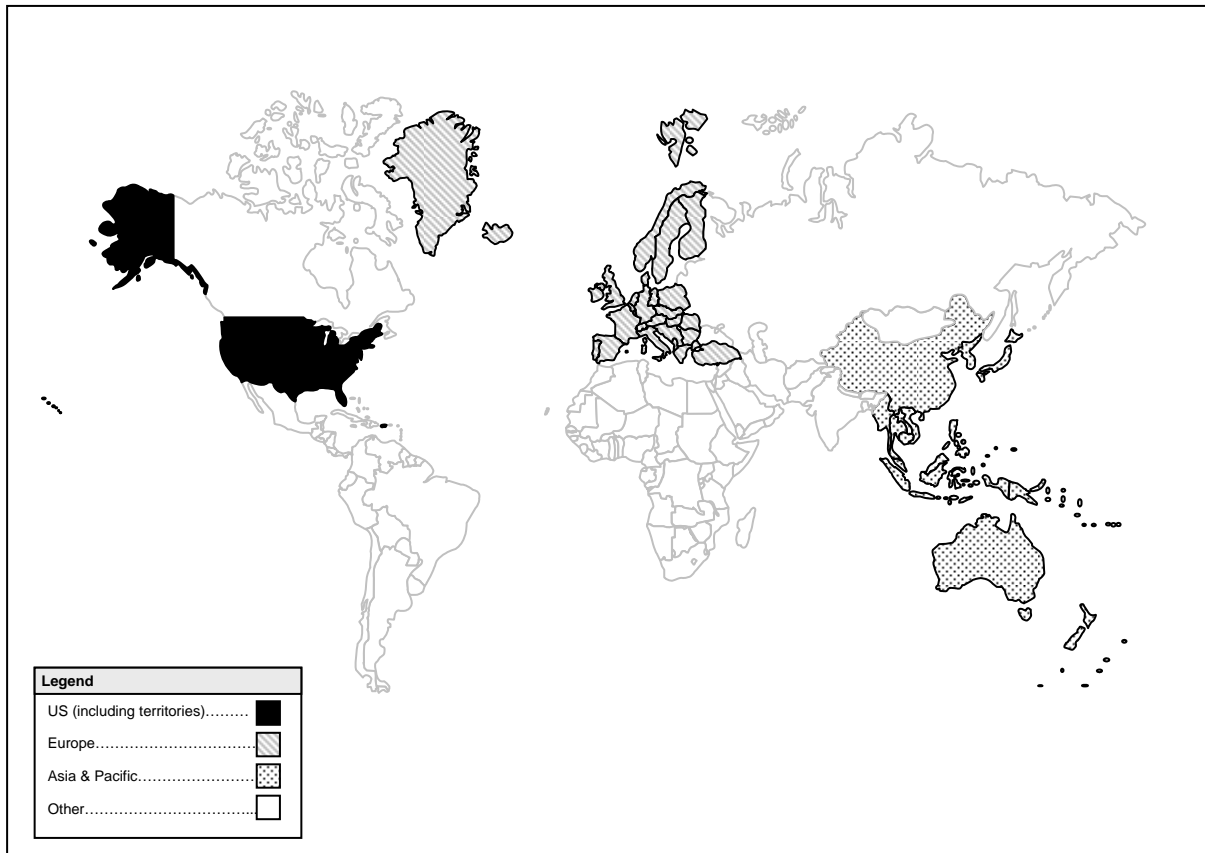 Legend
US (including territories)………
Europe……………………………
Asia & Pacific……………………
Other……………………………...